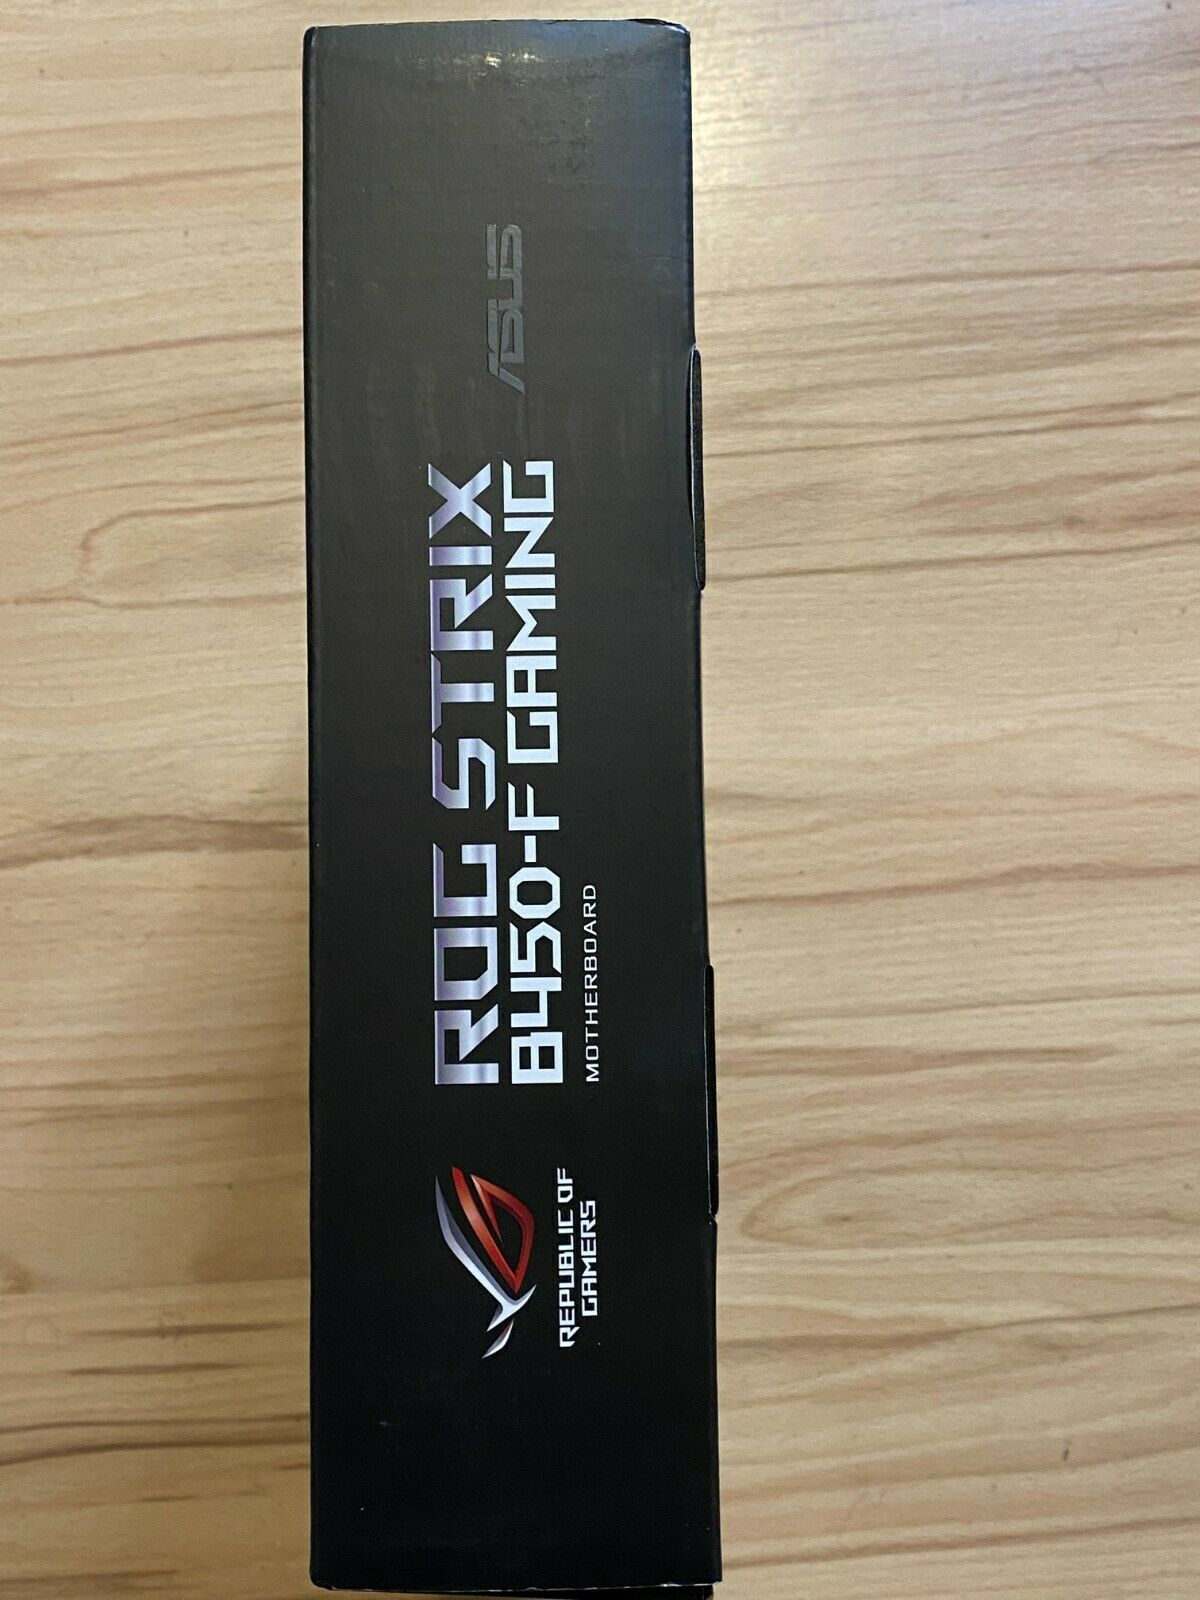 REPUBLIC OF
GAMERS
ROG STRIX
B450-F GAMING
MOTHERBOARD
ASUS